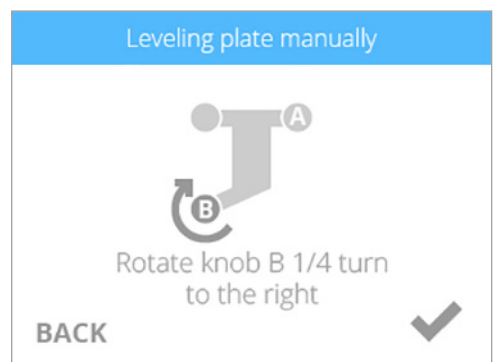 Leveling plate manually
A
B
Rotate knob B 1/4 turn
to the right
BACK